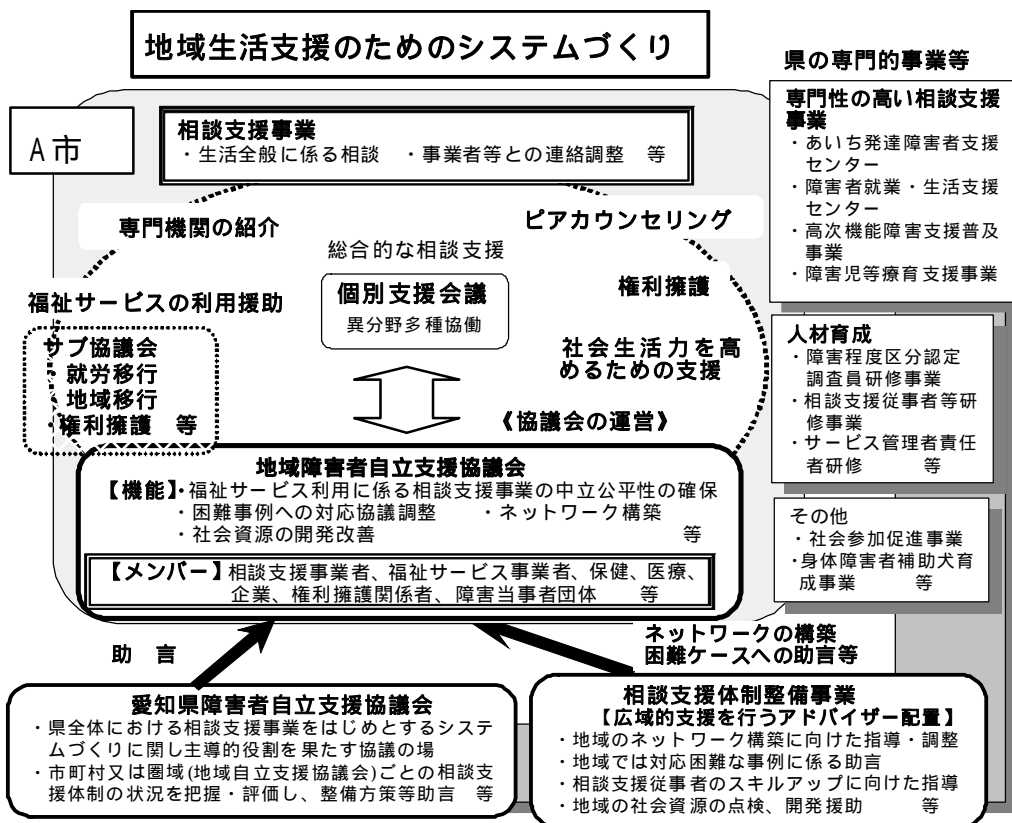 地域生活支援のためのシステムづくり
A市
相談支援事業
・生活全般に係る相談　・事業者等との連絡調整　等
専門機関の紹介
ピアカウンセリング
総合的な相談支援
個別支援会議
異分野多種協働
権利擁護
福祉サービスの利用援助
サブ協議会
・就労移行
・地域移行
・権利擁護　等
社会生活力を高
めるための支援
《協議会の運営》
地域障害者自立支援協議会
【機能】・福祉サービス利用に係る相談支援事業の中立公平性の確保
・困難事例への対応協議調整　・ネットワーク構築
・社会資源の開発改善　等
【メンバー】相談支援事業者、福祉サービス事業者、保健、医療、
企業、権利擁護関係者、障害当事者団体　等
助　言
ネットワークの構築
困難ケースへの助言等
愛知県障害者自立支援協議会
・県全体における相談支援事業をはじめとするシステ
ムづくりに関し主導的役割を果たす協議の場
・市町村又は圏域(地域自立支援協議会)ごとの相談支
援体制の状況を把握・評価し、整備方策等助言　等
相談支援体制整備事業
【広域的支援を行うアドバイザー配置】
・地域のネットワーク構築に向けた指導・調整
・地域では対応困難な事例に係る助言
・相談支援従事者のスキルアップに向けた指導
・地域の社会資源の点検、開発援助　等
県の専門的事業等
専門性の高い相談支援
事業
・あいち発達障害者支援
センター
・障害者就業・生活支援
センター
・高次機能障害支援普及
事業
・障害児等療育支援事業
人材育成
・障害程度区分認定
調査員研修事業
・相談支援従事者等研
修事業
・サービス管理者責任
者研修　等
その他
・社会参加促進事業
・身体障害者補助犬育
成事業　等